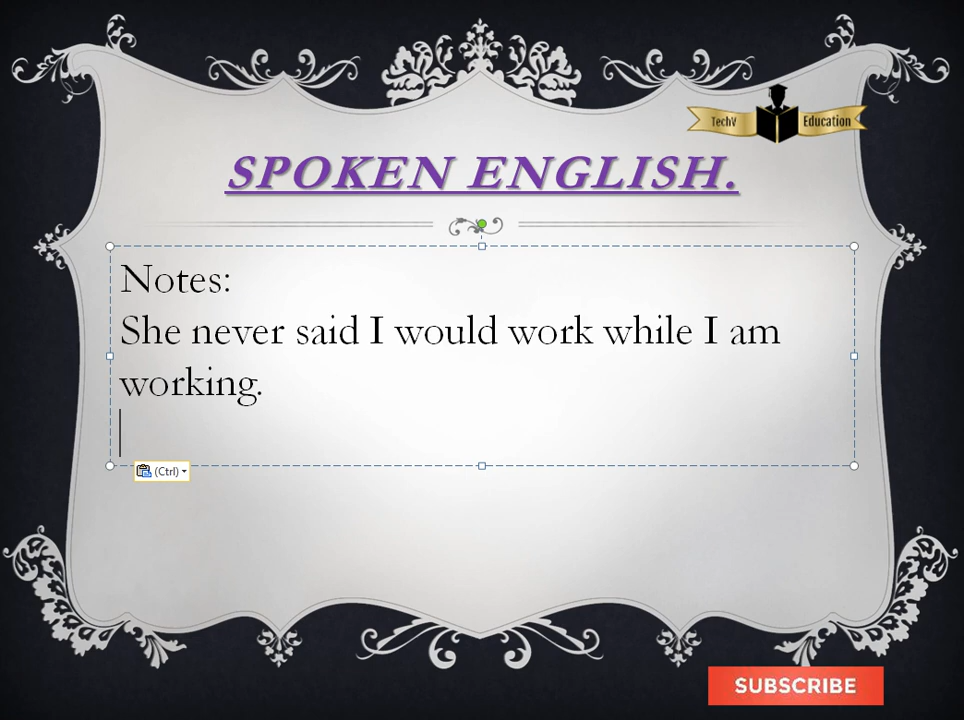 TechV Education
SPOKEN ENGLISH.
Notes:
She never said I would work while I am
working.
(Ctrl)
SUBSCRIBE